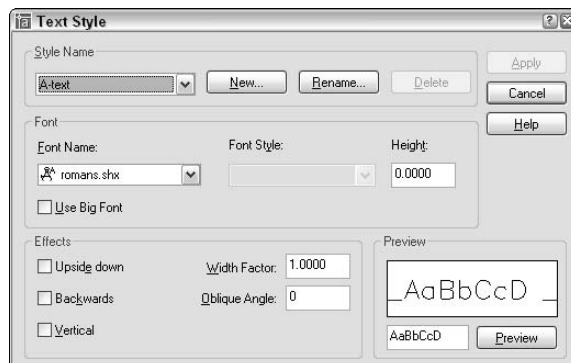 Text Style
Style Name
A-text
New...
Rename...
Delete
Apply
Cancel
Help
Font
Font Name:
Font Style:
Height:
romans.shx
0.0000
Use Big Font
Effects
Upside down
Backwards
Vertical
Width Factor: 1.0000
Oblique Angle: 0
Preview
AaBbCcD
AaBbCcD
Preview